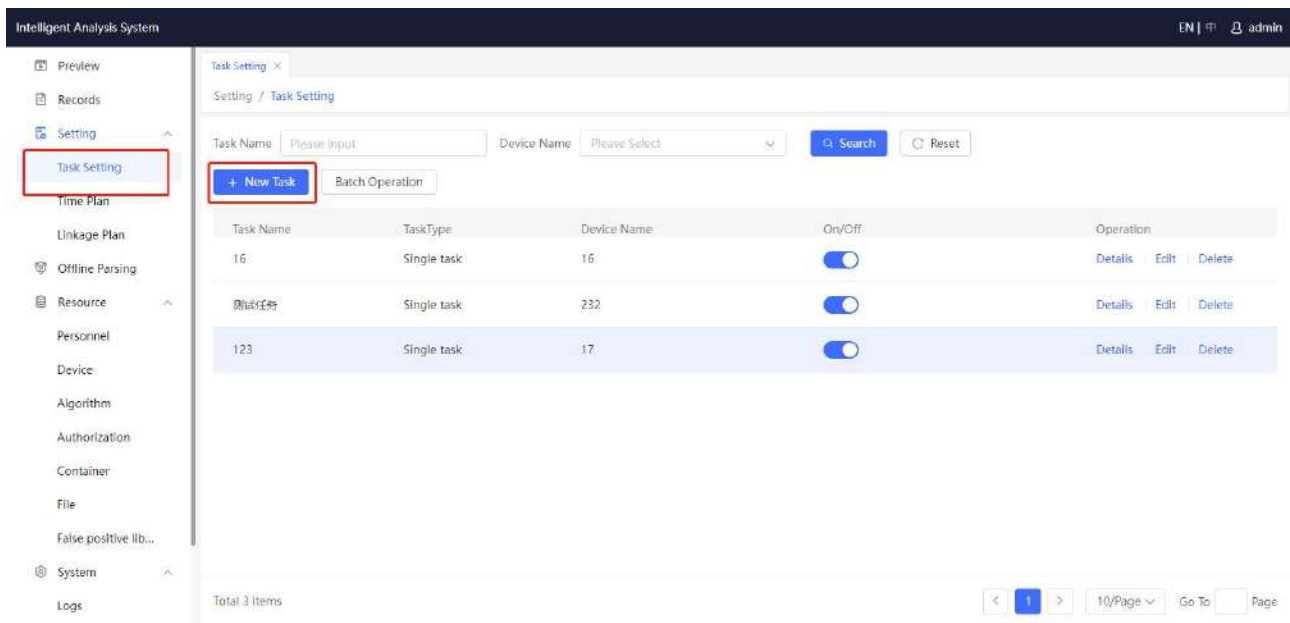 Intelligent Analysis System EN | 中 admin
Preview
Records
Setting
Task Setting
Time Plan
Linkage Plan
Offline Parsing
Resource
Personnel
Device
Algorithm
Authorization
Container
File
False positive lib...
System
Logs
Task Setting ×
Setting / Task Setting
Task Name Please Input Device Name Please Select Search Reset
+ New Task Batch Operation
Task Name TaskType Device Name On/Off Operation
16 Single task 16 Details Edit Delete
测试任务 Single task 232 Details Edit Delete
123 Single task 17 Details Edit Delete
Total 3 items < 1 > 10/Page Go To Page